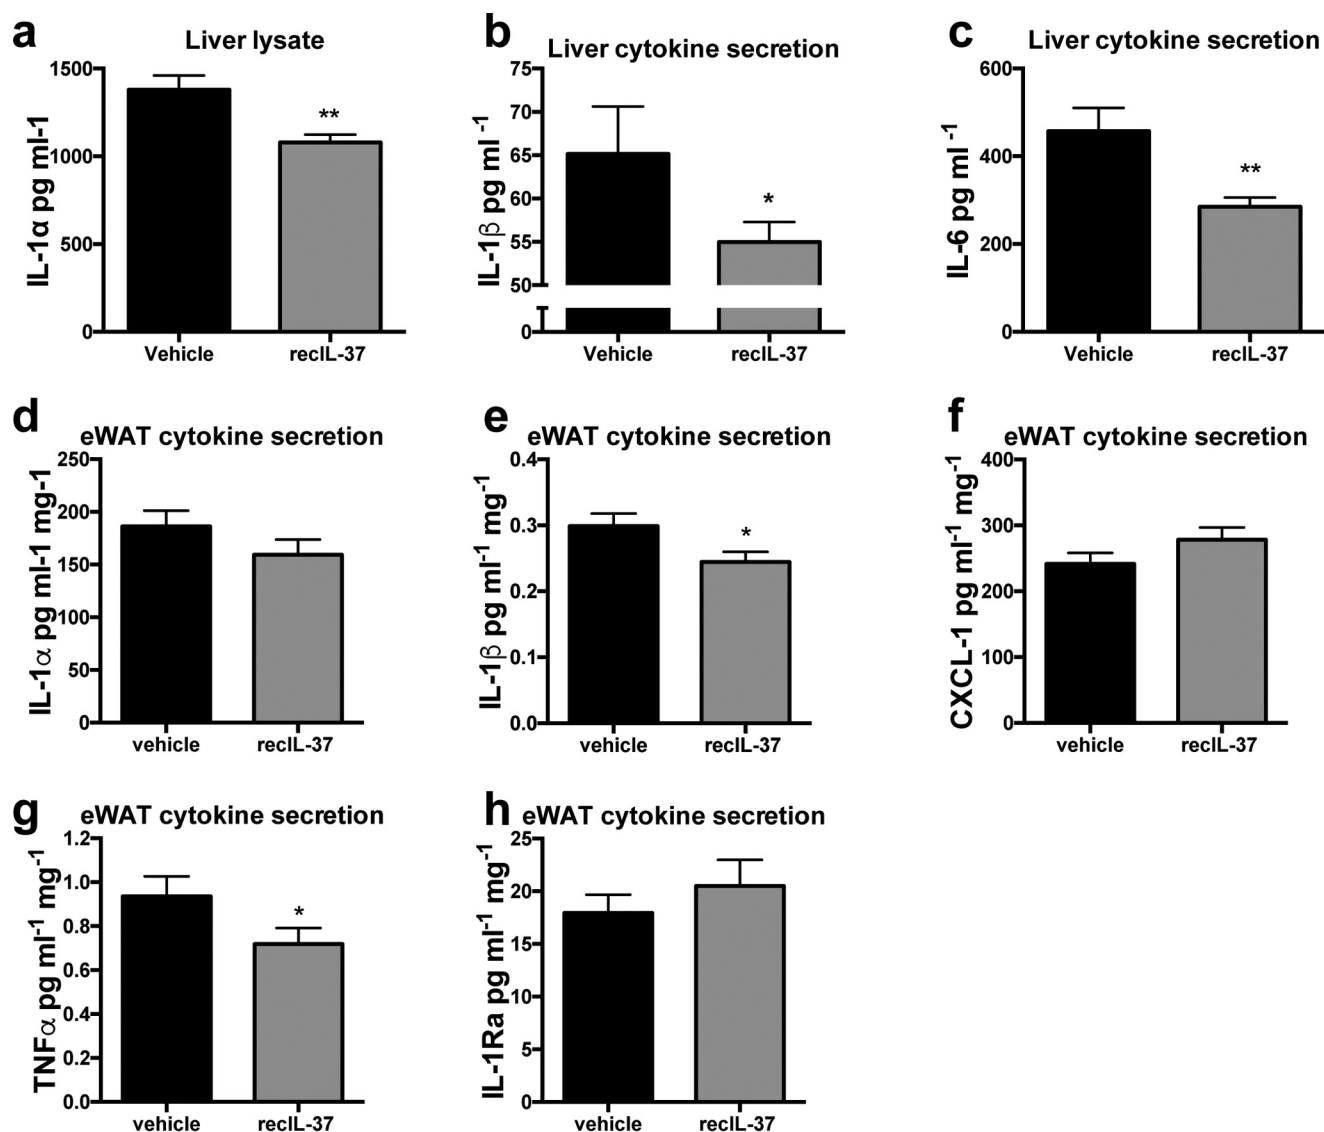 a
Liver lysate
IL-1α pg ml-1
1500
1000
500
0
Vehicle
recIL-37
**
b
Liver cytokine secretion
IL-1β pg ml -1
75
70
65
60
55
50
0
Vehicle
recIL-37
*
c
Liver cytokine secretion
IL-6 pg ml -1
600
400
200
0
Vehicle
recIL-37
**
d
eWAT cytokine secretion
IL-1α pg ml-1 mg-1
250
200
150
100
50
0
vehicle
recIL-37
e
eWAT cytokine secretion
IL-1β pg ml-1 mg-1
0.4
0.3
0.2
0.1
0.0
vehicle
recIL-37
*
f
eWAT cytokine secretion
CXCL-1 pg ml-1 mg-1
400
300
200
100
0
vehicle
recIL-37
g
eWAT cytokine secretion
TNFα pg ml-1 mg-1
1.2
1.0
0.8
0.6
0.4
0.2
0.0
vehicle
recIL-37
*
h
eWAT cytokine secretion
IL-1Ra pg ml-1 mg-1
25
20
15
10
5
0
vehicle
recIL-37